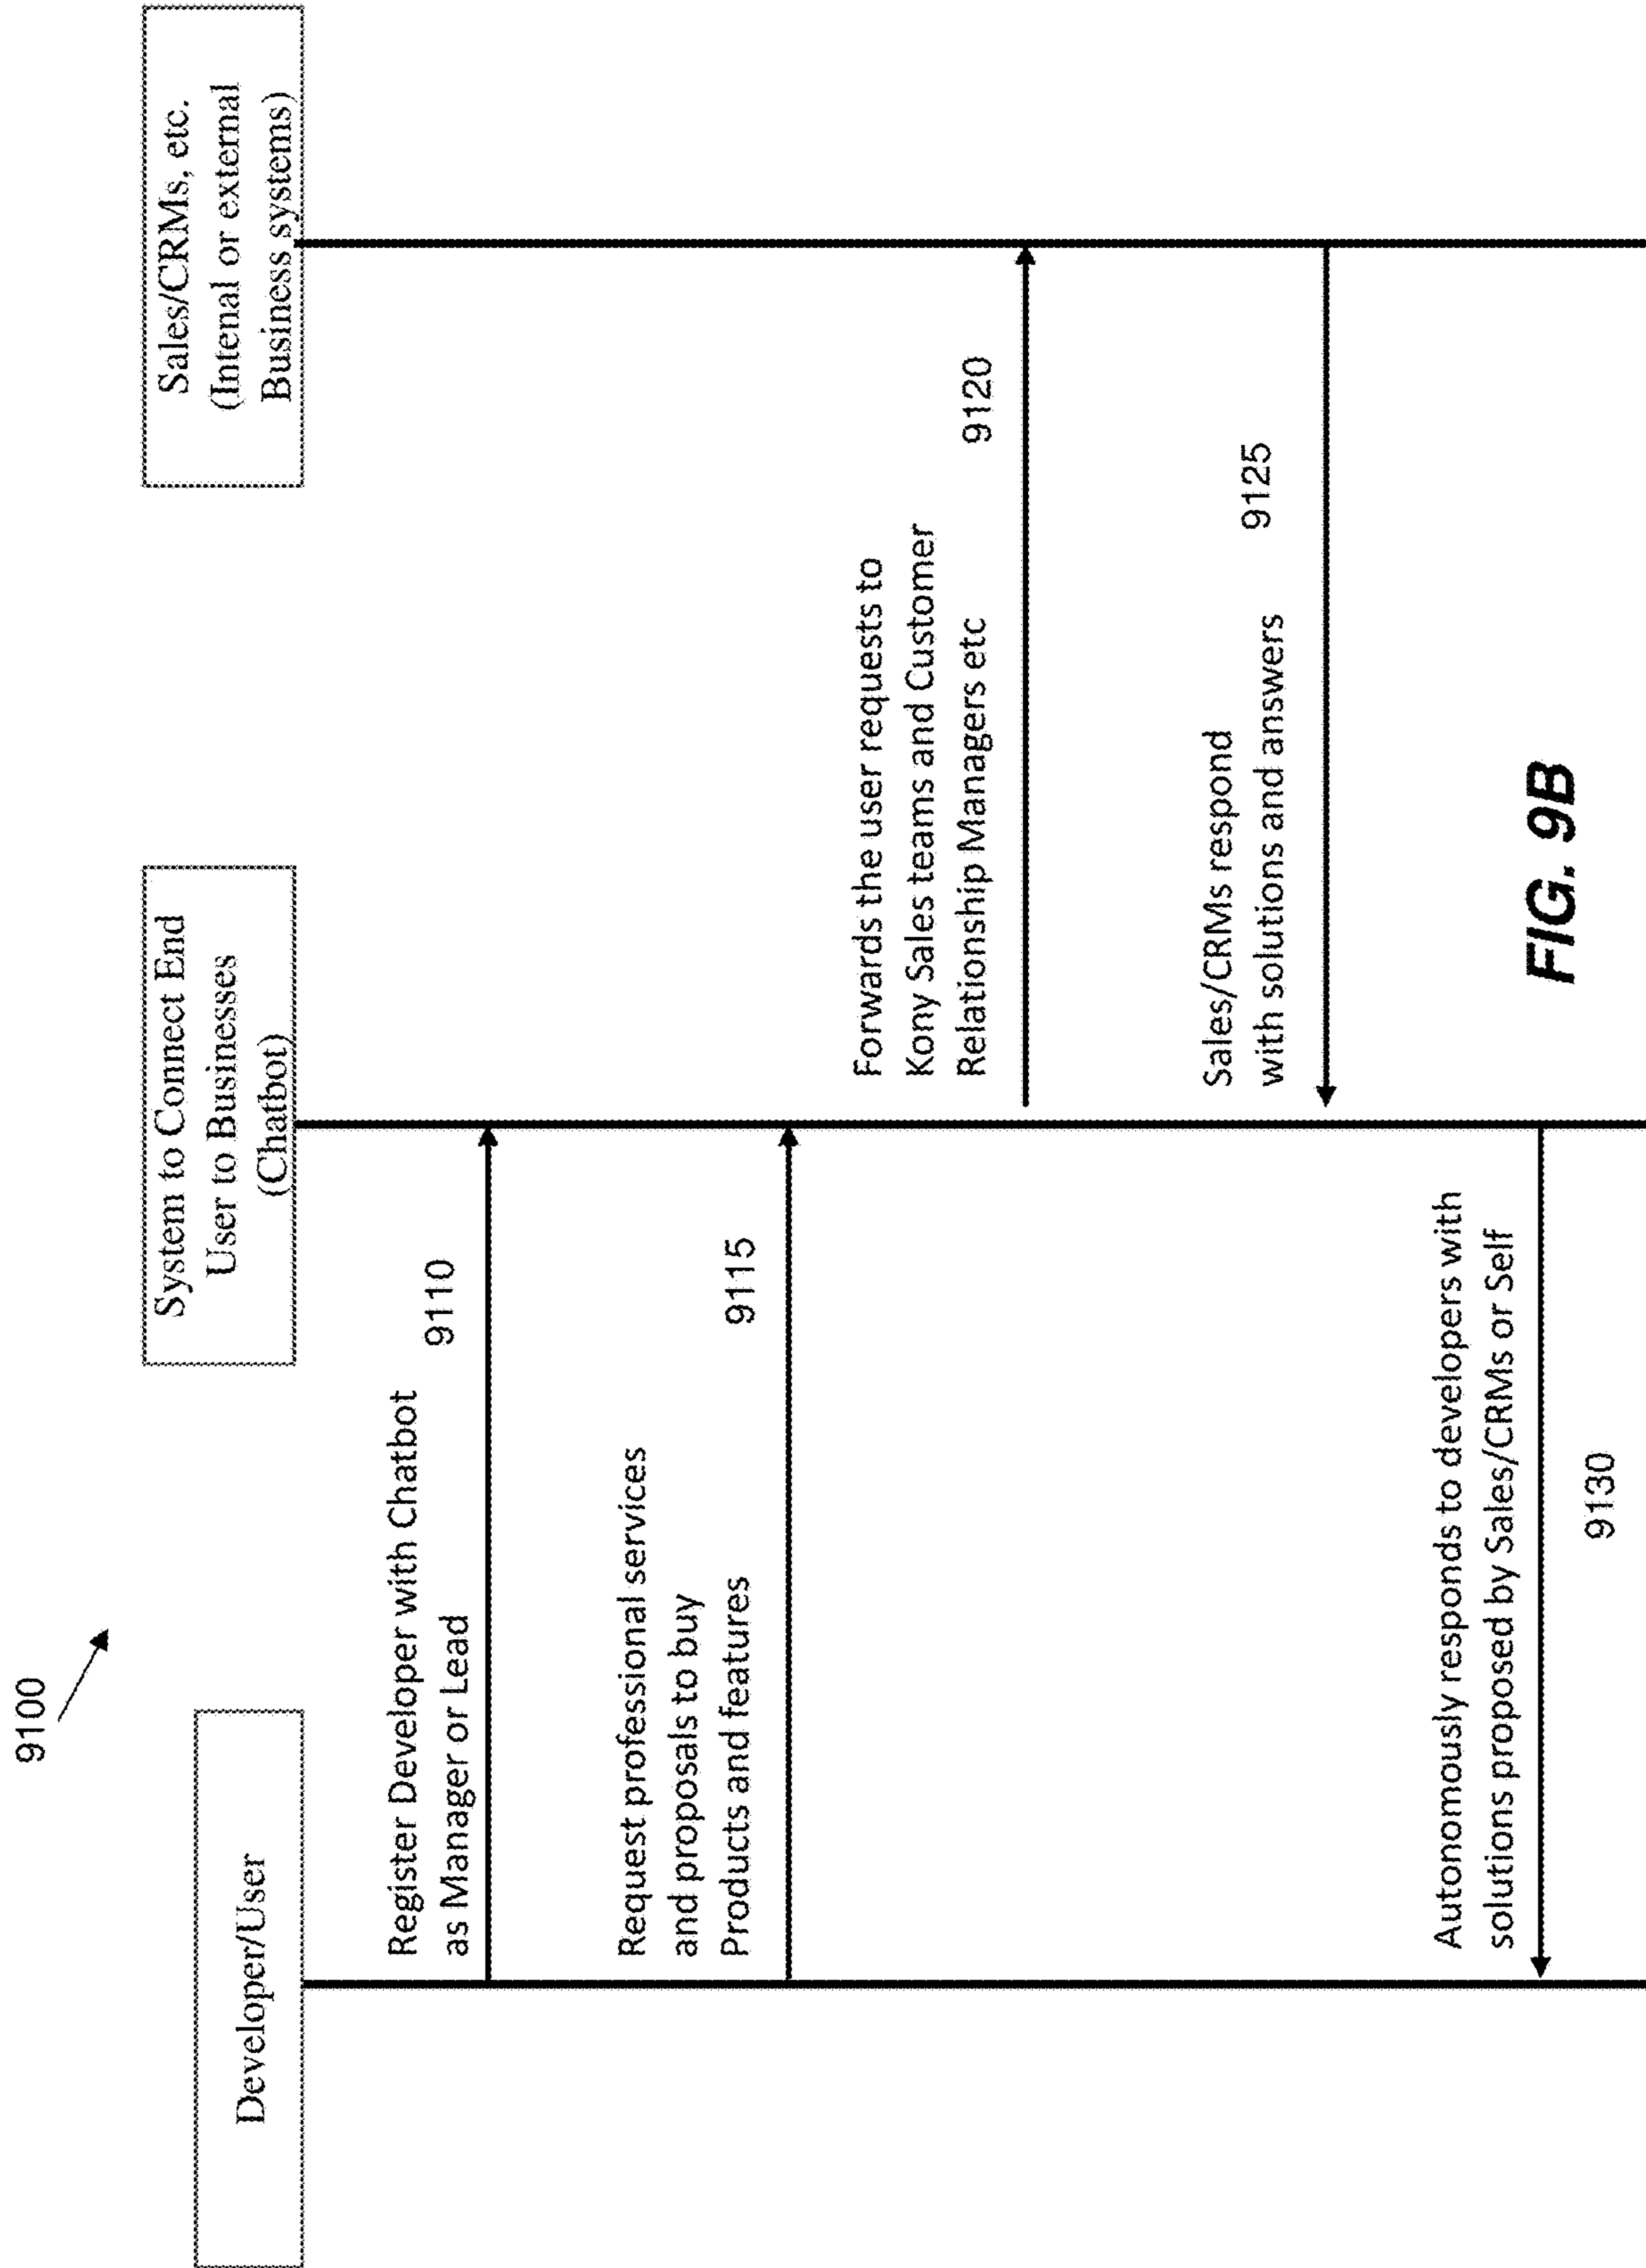 9100
Developer/User
System to Connect End
User to Businesses
(Chatbot)
Sales/CRMs, etc.
(Intenal or external
Business systems)
Register Developer with Chatbot
as Manager or Lead
9110
Request professional services
and proposals to buy
Products and features
9115
Forwards the user requests to
Kony Sales teams and Customer
Relationship Managers etc
9120
Sales/CRMs respond
with solutions and answers
9125
Autonomously responds to developers with
solutions proposed by Sales/CRMs or Self
9130
FIG. 9B